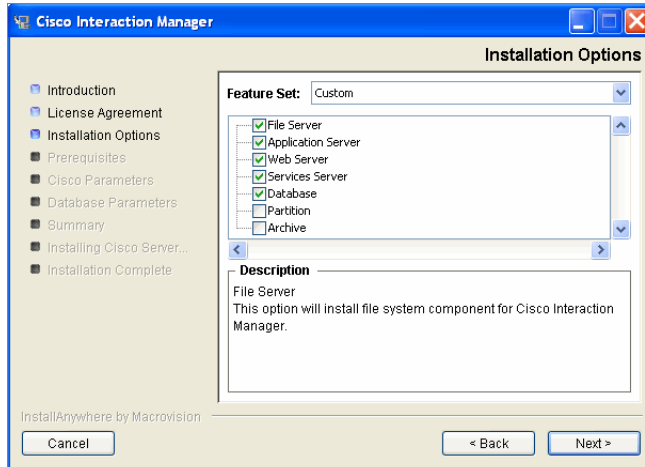 Cisco Interaction Manager
Installation Options
Introduction
License Agreement
Installation Options
Prerequisites
Cisco Parameters
Database Parameters
Summary
Installing Cisco Server...
Installation Complete
Feature Set: Custom
File Server
Application Server
Web Server
Services Server
Database
Partition
Archive
Description
File Server
This option will install file system component for Cisco Interaction
Manager.
InstallAnywhere by Macrovision
Cancel
< Back
Next >